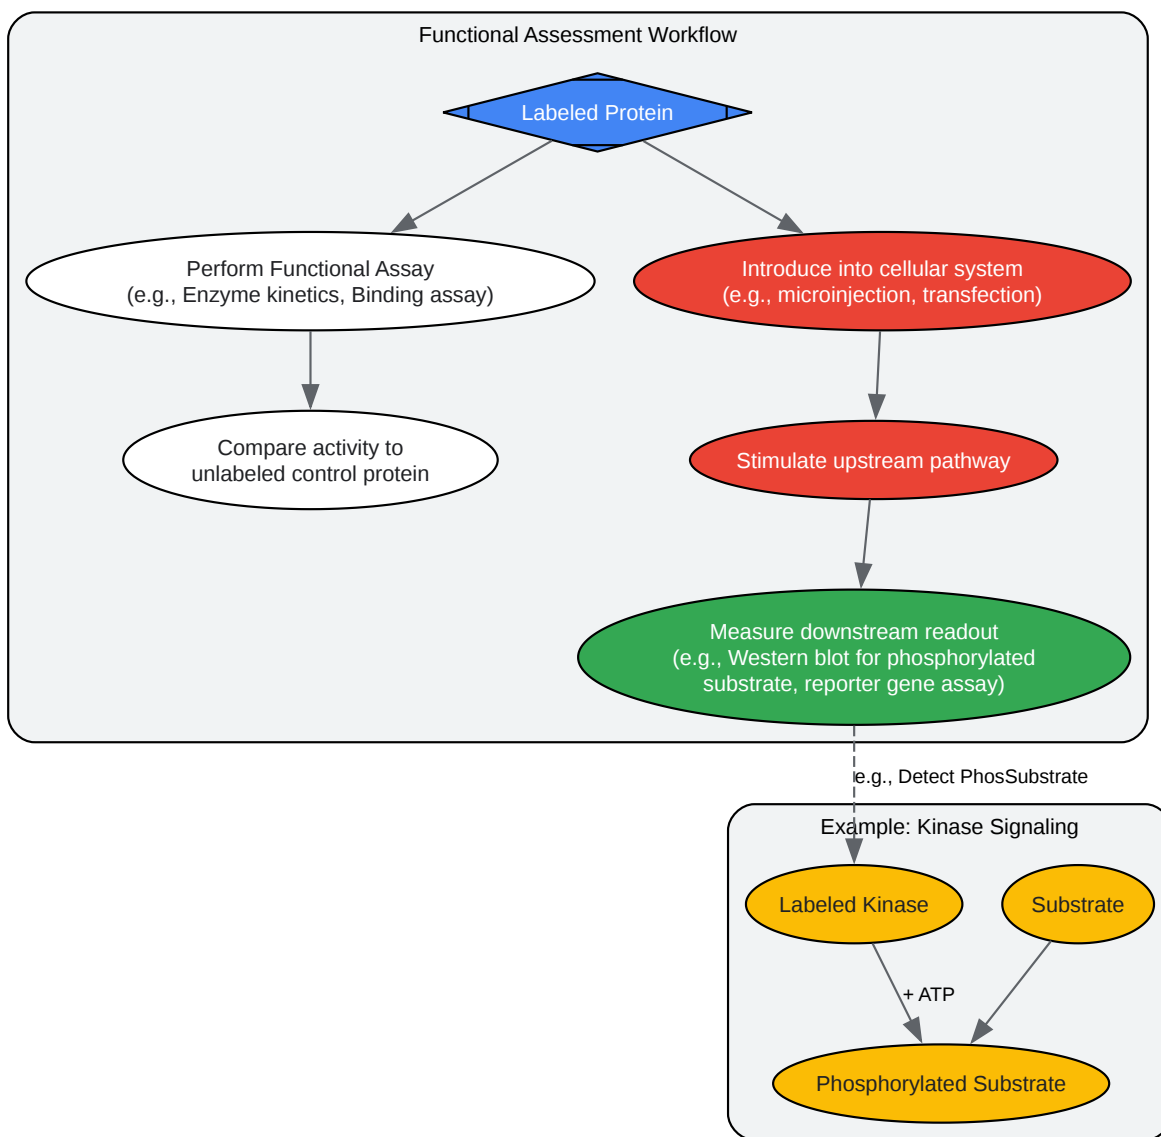 Functional Assessment Workflow
Labeled Protein
Perform Functional Assay
(e.g., Enzyme kinetics, Binding assay)
Introduce into cellular system
(e.g., microinjection, transfection)
Compare activity to
unlabeled control protein
Stimulate upstream pathway
Measure downstream readout
(e.g., Western blot for phosphorylated
substrate, reporter gene assay)
e.g., Detect PhosSubstrate
Example: Kinase Signaling
Labeled Kinase
Substrate
+ ATP
Phosphorylated Substrate